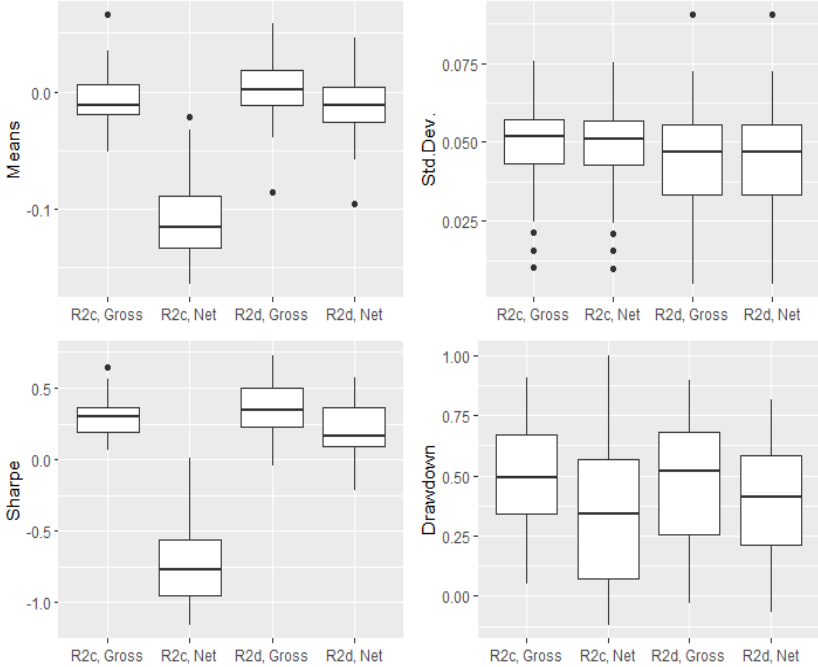 Means
0.0
-0.1
R2c, Gross R2c, Net R2d, Gross R2d, Net
Std.Dev.
0.075
0.050
0.025
R2c, Gross R2c, Net R2d, Gross R2d, Net
Sharpe
0.5
0.0
-0.5
-1.0
R2c, Gross R2c, Net R2d, Gross R2d, Net
Drawdown
1.00
0.75
0.50
0.25
0.00
R2c, Gross R2c, Net R2d, Gross R2d, Net